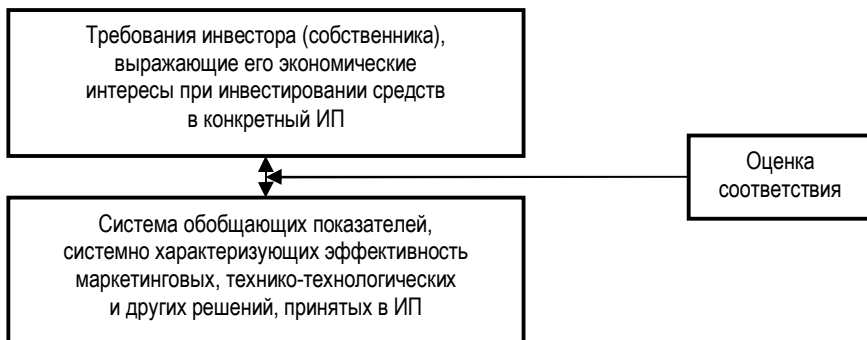 Требования инвестора (собственника),
выражающие его экономические
интересы при инвестировании средств
в конкретный ИП
Оценка
соответствия
Система обобщающих показателей,
системно характеризующих эффективность
маркетинговых, технико-технологических
и других решений, принятых в ИП